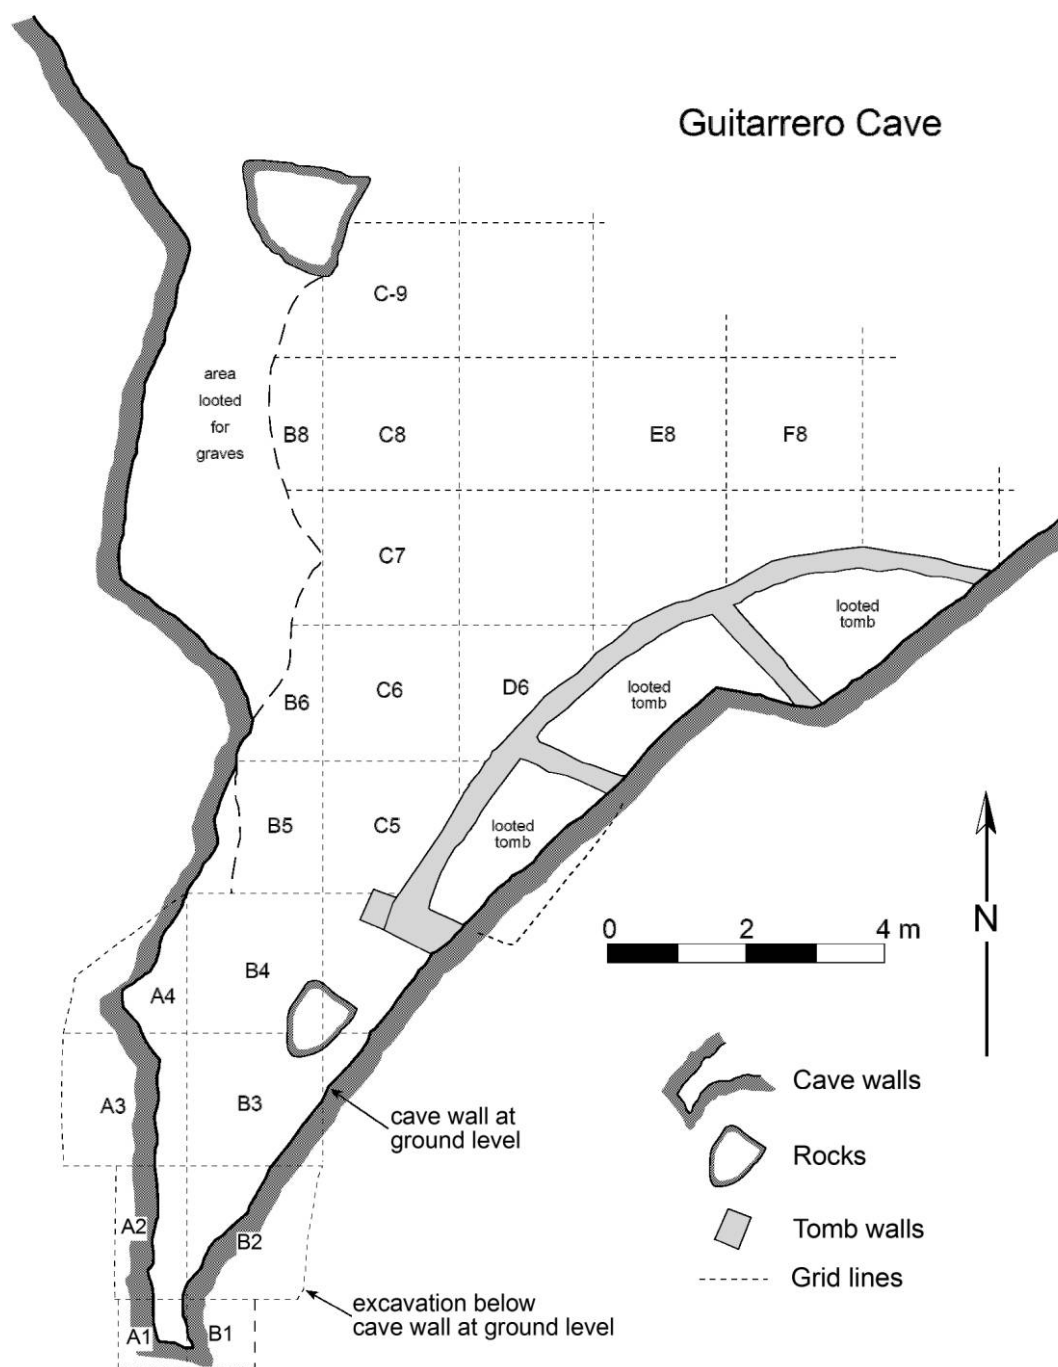 Guitarrero Cave
C-9
area
looted
for
graves
B8
C8
E8
F8
C7
looted
tomb
B6
C6
D6
looted
tomb
B5
C5
looted
tomb
N
0 2 4 m
B4
A4
A3
B3
cave wall at
ground level
Cave walls
Rocks
A2
B2
Tomb walls
Grid lines
excavation below
cave wall at ground level
A1
B1